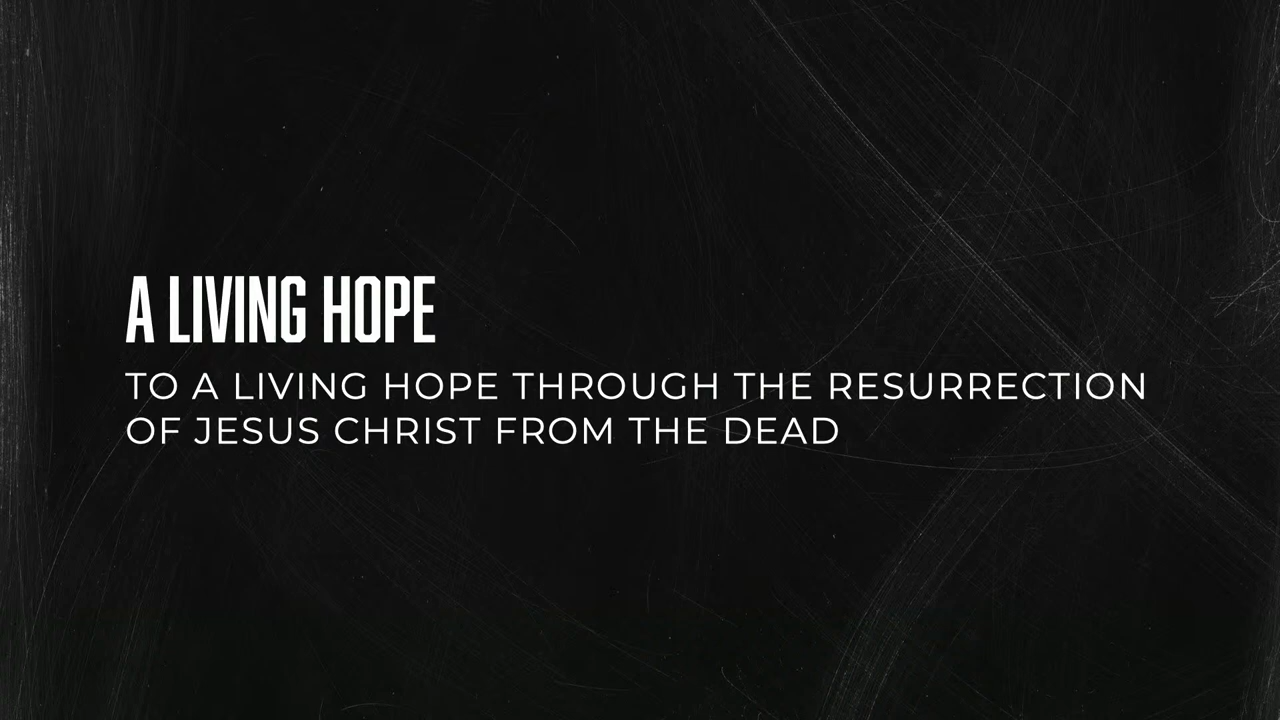 A LIVING HOPE
TO A LIVING HOPE THROUGH THE RESURRECTION
OF JESUS CHRIST FROM THE DEAD